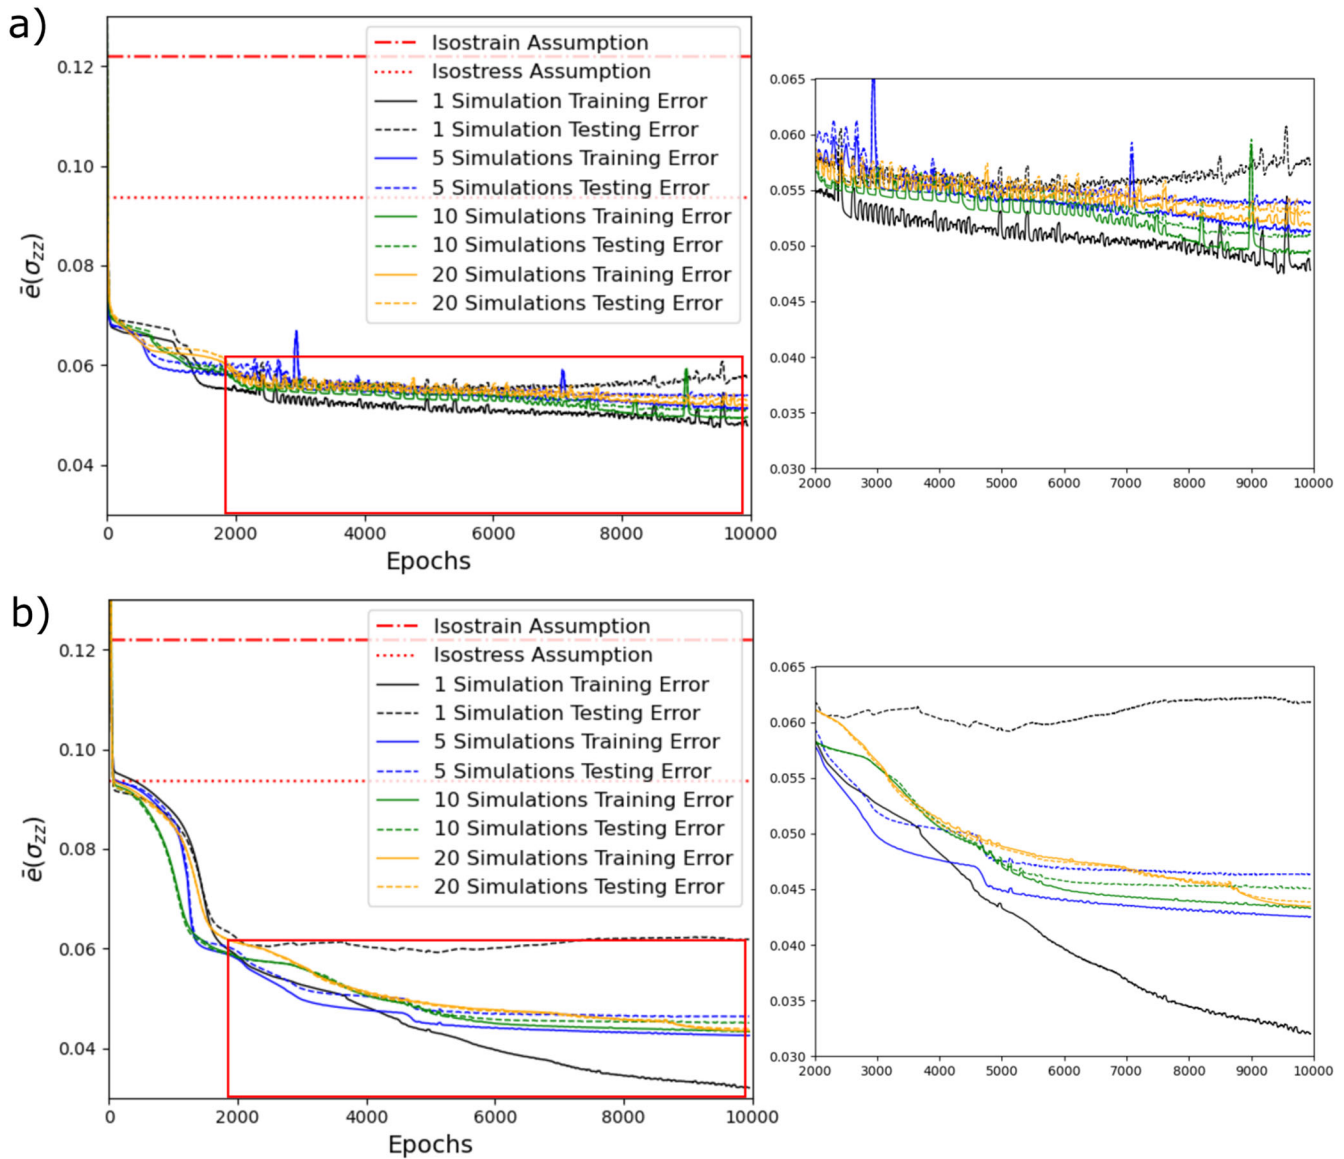 a)
ē(σzz)
0.12
0.10
0.08
0.06
0.04
Isostrain Assumption
Isostress Assumption
1 Simulation Training Error
1 Simulation Testing Error
5 Simulations Training Error
5 Simulations Testing Error
10 Simulations Training Error
10 Simulations Testing Error
20 Simulations Training Error
20 Simulations Testing Error
0 2000 4000 6000 8000 10000
Epochs
0.065
0.060
0.055
0.050
0.045
0.040
0.035
0.030
2000 3000 4000 5000 6000 7000 8000 9000 10000
b)
ē(σzz)
0.12
0.10
0.08
0.06
0.04
Isostrain Assumption
Isostress Assumption
1 Simulation Training Error
1 Simulation Testing Error
5 Simulations Training Error
5 Simulations Testing Error
10 Simulations Training Error
10 Simulations Testing Error
20 Simulations Training Error
20 Simulations Testing Error
0 2000 4000 6000 8000 10000
Epochs
0.065
0.060
0.055
0.050
0.045
0.040
0.035
0.030
2000 3000 4000 5000 6000 7000 8000 9000 10000